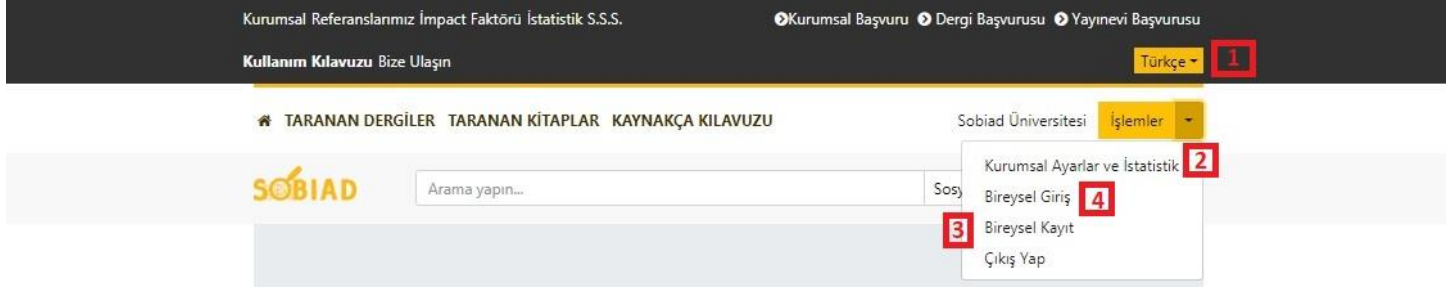 Kurumsal Referanslarımız İmpact Faktörü İstatistik S.S.S. Kurumsal Başvuru Dergi Başvurusu Yayınevi Başvurusu
Kullanım Kılavuzu Bize Ulaşın Türkçe 1
TARANAN DERGİLER TARANAN KİTAPLAR KAYNAKÇA KILAVUZU Sobiad Üniversitesi İşlemler
Kurumsal Ayarlar ve İstatistik 2
SOBIAD Arama yapın... Sosy Bireysel Giriş 4
3 Bireysel Kayıt
Çıkış Yap